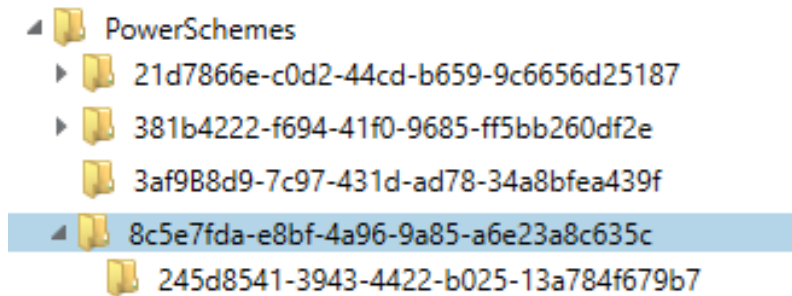 PowerSchemes
21d7866e-c0d2-44cd-b659-9c6656d25187
381b4222-f694-41f0-9685-ff5bb260df2e
3af9B8d9-7c97-431d-ad78-34a8bfea439f
8c5e7fda-e8bf-4a96-9a85-a6e23a8c635c
245d8541-3943-4422-b025-13a784f679b7